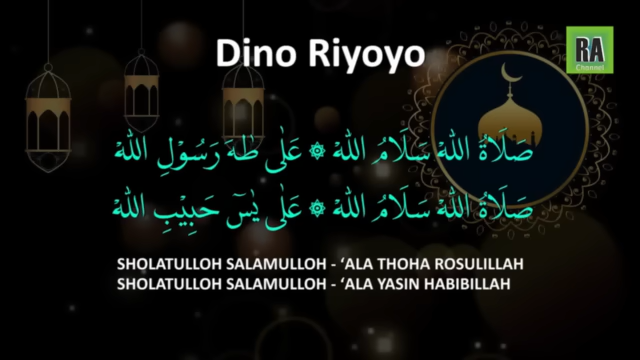 Dino Riyoyo
RA
Channel
صَلَاةُ اللهْ سَلَامُ اللهْ ۞ عَلٰى طٰهَ رَسُوْلِ اللهْ
صَلَاةُ اللهْ سَلَامُ اللهْ ۞ عَلٰى يٰسٓ حَبِيْبِ اللهْ
SHOLATULLOH SALAMULLOH - ‘ALA THOHA ROSULILLAH
SHOLATULLOH SALAMULLOH - ‘ALA YASIN HABIBILLAH